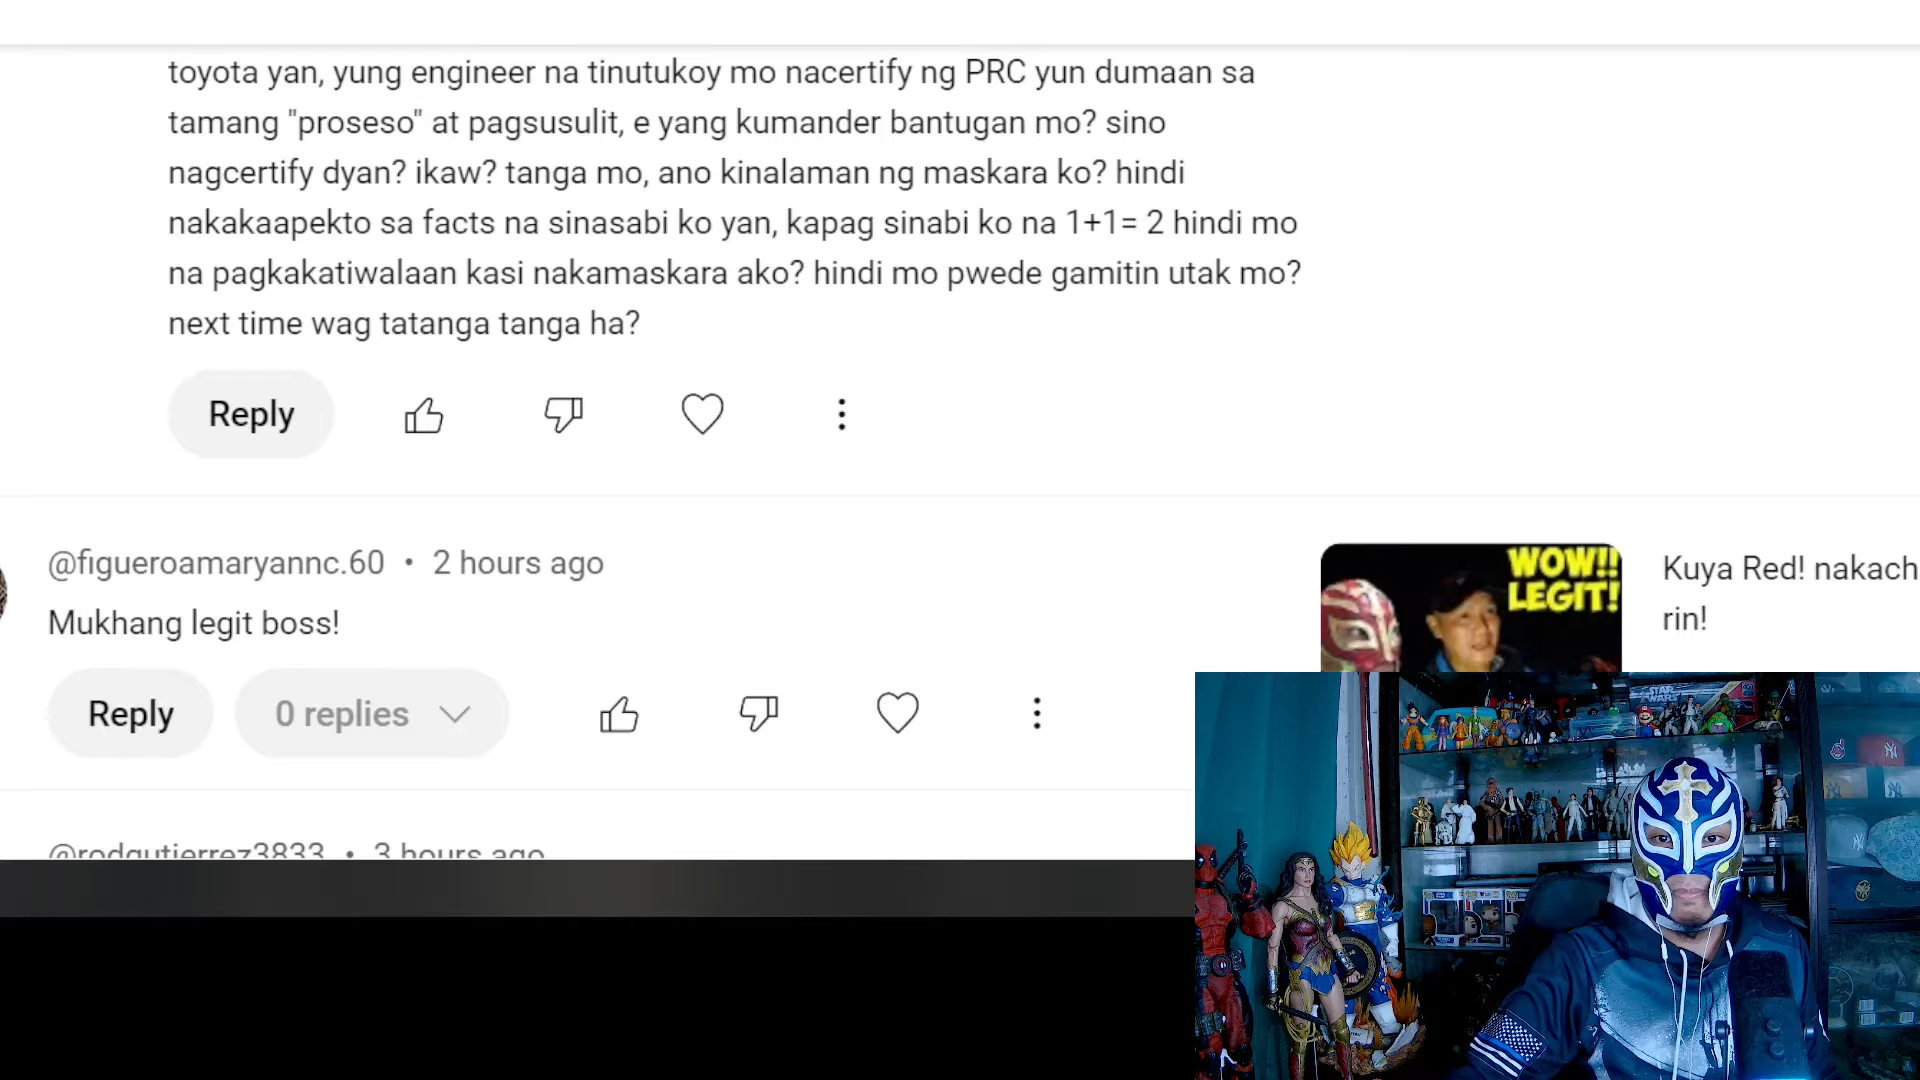 toyota yan, yung engineer na tinutukoy mo nacertify ng PRC yun dumaan sa
tamang "proseso" at pagsusulit, e yang kumander bantugan mo? sino
nagcertify dyan? ikaw? tanga mo, ano kinalaman ng maskara ko? hindi
nakakaapekto sa facts na sinasabi ko yan, kapag sinabi ko na 1+1= 2 hindi mo
na pagkakatiwalaan kasi nakamaskara ako? hindi mo pwede gamitin utak mo?
next time wag tatanga tanga ha?
Reply
@figueroamaryannc.60 • 2 hours ago
Mukhang legit boss!
WOW!!
LEGIT!
Kuya Red! nakach
rin!
Reply
0 replies
@rodgutierrez3833 • 3 hours ago
STAR
WARS